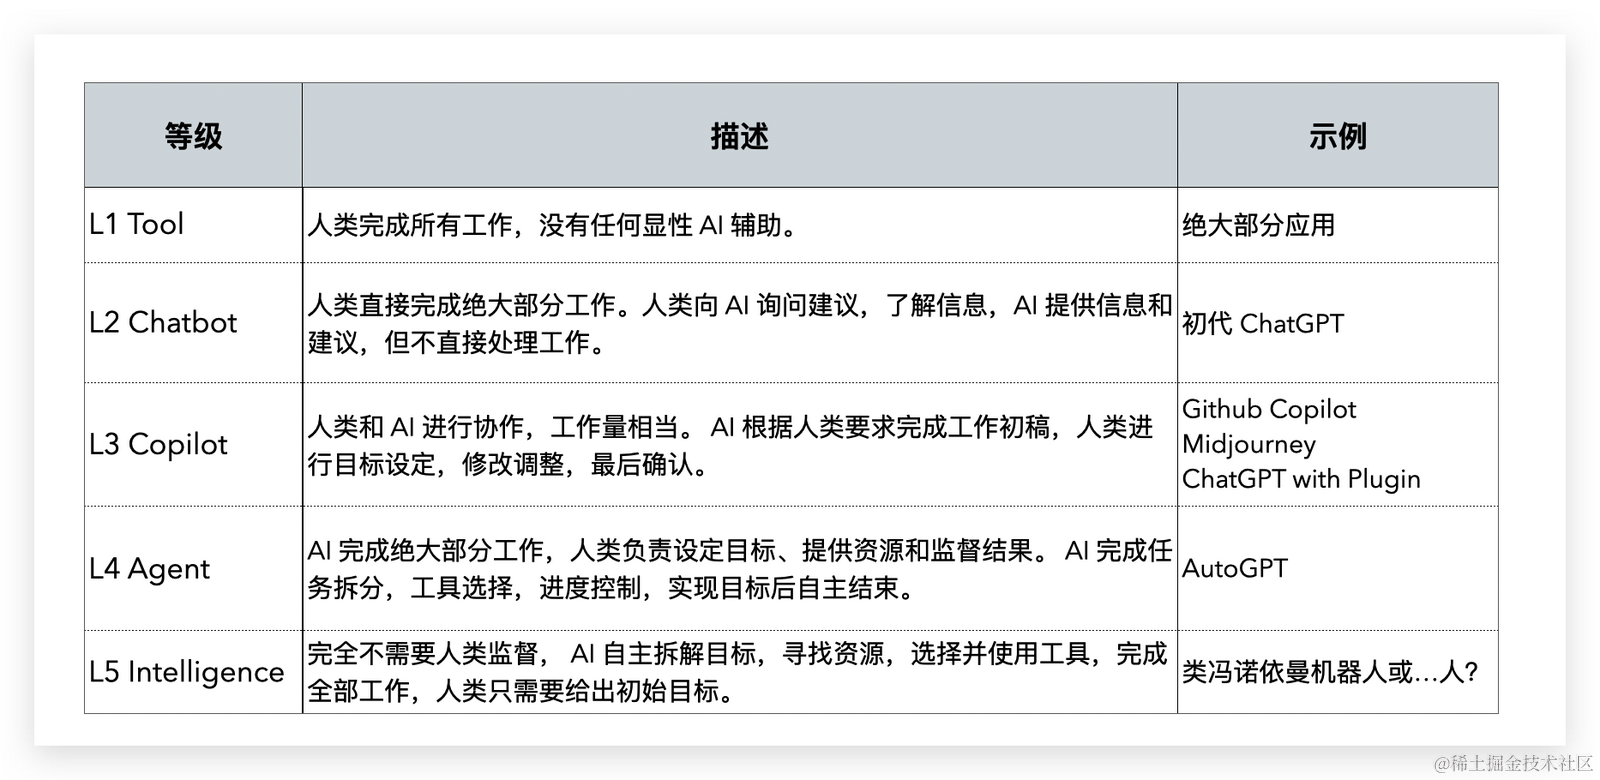 等级 描述 示例
L1 Tool 人类完成所有工作，没有任何显性 AI 辅助。 绝大部分应用
L2 Chatbot
人类直接完成绝大部分工作。人类向 AI 询问建议，了解信息，AI 提供信息和
建议，但不直接处理工作。
初代 ChatGPT
L3 Copilot
人类和 AI 进行协作，工作量相当。 AI 根据人类要求完成工作初稿，人类进
行目标设定，修改调整，最后确认。
Github Copilot
Midjourney
ChatGPT with Plugin
L4 Agent
AI 完成绝大部分工作，人类负责设定目标、提供资源和监督结果。 AI 完成任
务拆分，工具选择，进度控制，实现目标后自主结束。
AutoGPT
L5 Intelligence
完全不需要人类监督， AI 自主拆解目标，寻找资源，选择并使用工具，完成
全部工作，人类只需要给出初始目标。
类冯诺依曼机器人或…人？
@稀土掘金技术社区